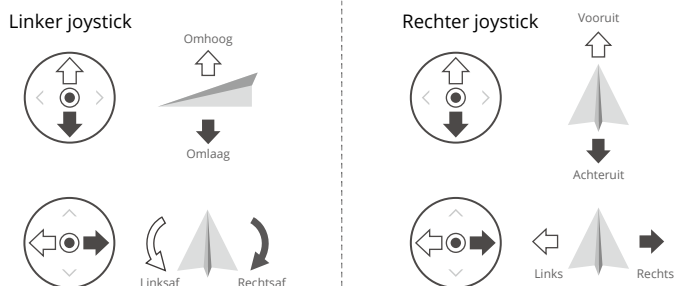 Linker joystick
Omhoog
Omlaag
Linksaf
Rechtsaf
Rechter joystick
Vooruit
Achteruit
Links
Rechts